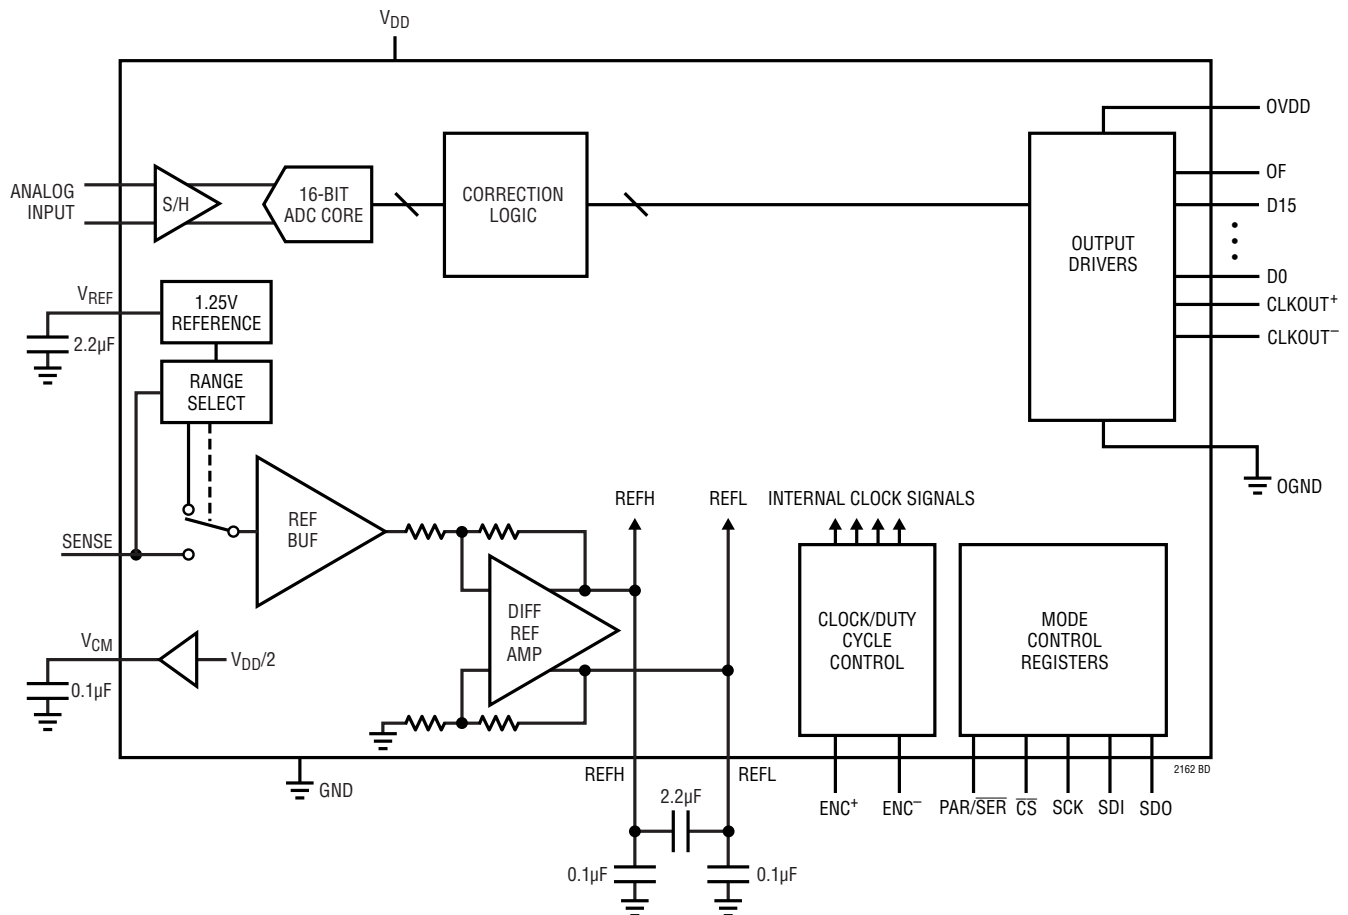 VDD
OVDD
OF
D15
D0
CLKOUT+
CLKOUT–
OGND
ANALOG
INPUT
S/H
16-BIT
ADC CORE
CORRECTION
LOGIC
OUTPUT
DRIVERS
VREF
2.2µF
1.25V
REFERENCE
RANGE
SELECT
SENSE
REF
BUF
REFH
REFL
INTERNAL CLOCK SIGNALS
DIFF
REF
AMP
CLOCK/DUTY
CYCLE
CONTROL
MODE
CONTROL
REGISTERS
VCM
0.1µF
VDD/2
GND
REFH
REFL
2.2µF
0.1µF
0.1µF
ENC+
ENC–
PAR/SER
CS
SCK
SDI
SDO
2162 BD